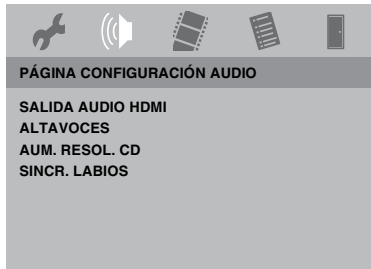 PÁGINA CONFIGURACIÓN AUDIO
SALIDA AUDIO HDMI
ALTAVOCES
AUM. RESOL. CD
SINCR. LABIOS